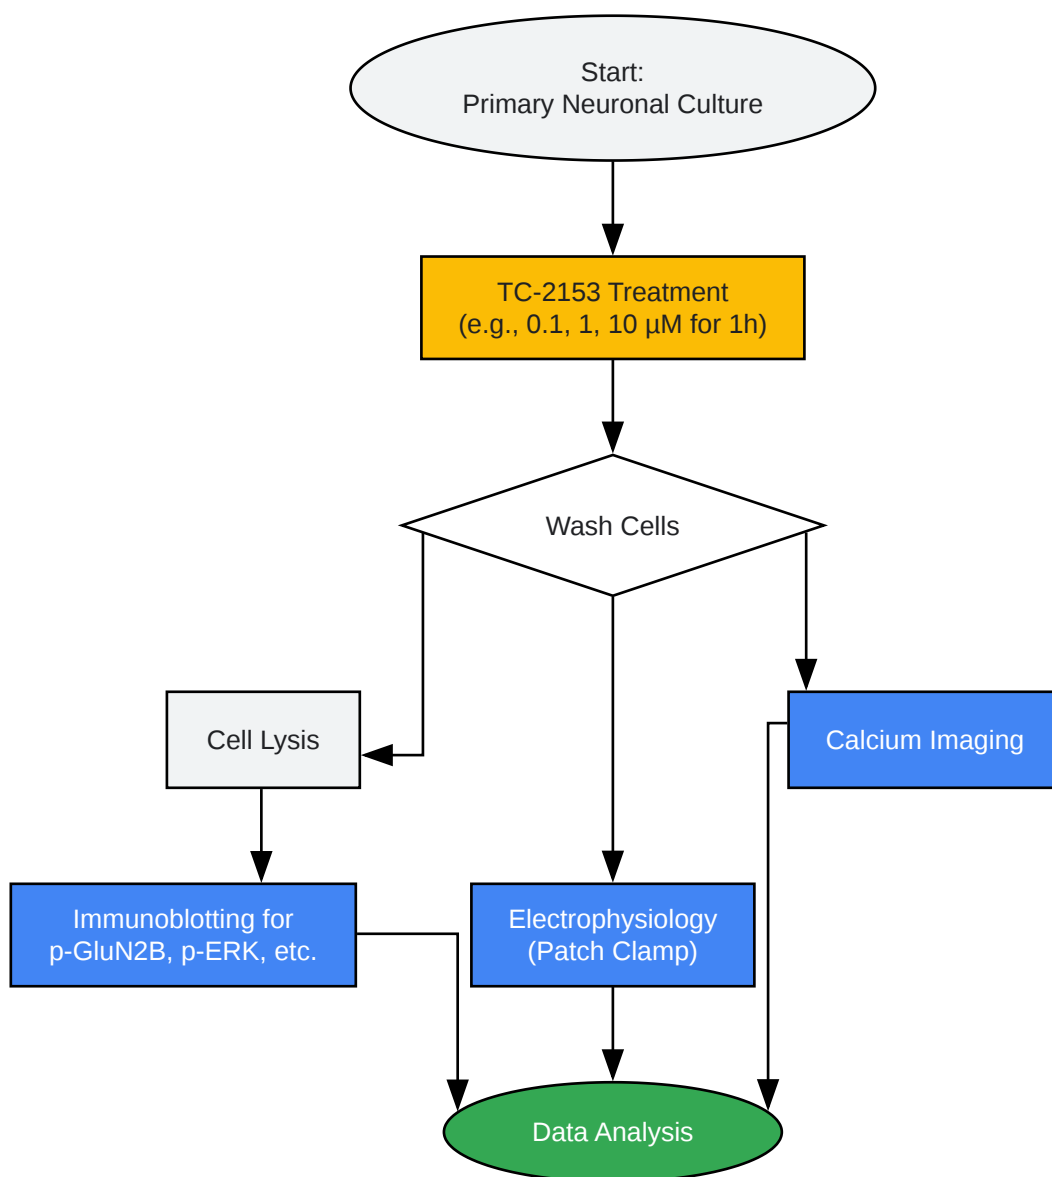 Start:
Primary Neuronal Culture
TC-2153 Treatment
(e.g., 0.1, 1, 10 µM for 1h)
Wash Cells
Cell Lysis
Calcium Imaging
Immunoblotting for
p-GluN2B, p-ERK, etc.
Electrophysiology
(Patch Clamp)
Data Analysis